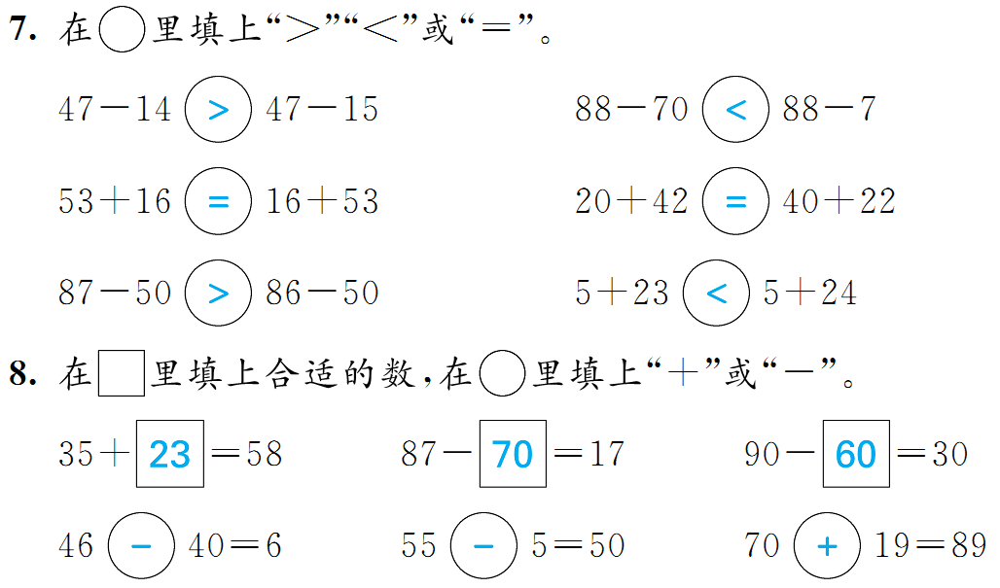 7. 在○里填上“＞”“＜”或“＝”。
47－14 > 47－15 88－70 < 88－7
53＋16 = 16＋53 20＋42 = 40＋22
87－50 > 86－50 5＋23 < 5＋24
8. 在□里填上合适的数,在○里填上“＋”或“－”。
35＋23＝58 87－70＝17 90－60＝30
46－40＝6 55－5＝50 70＋19＝89